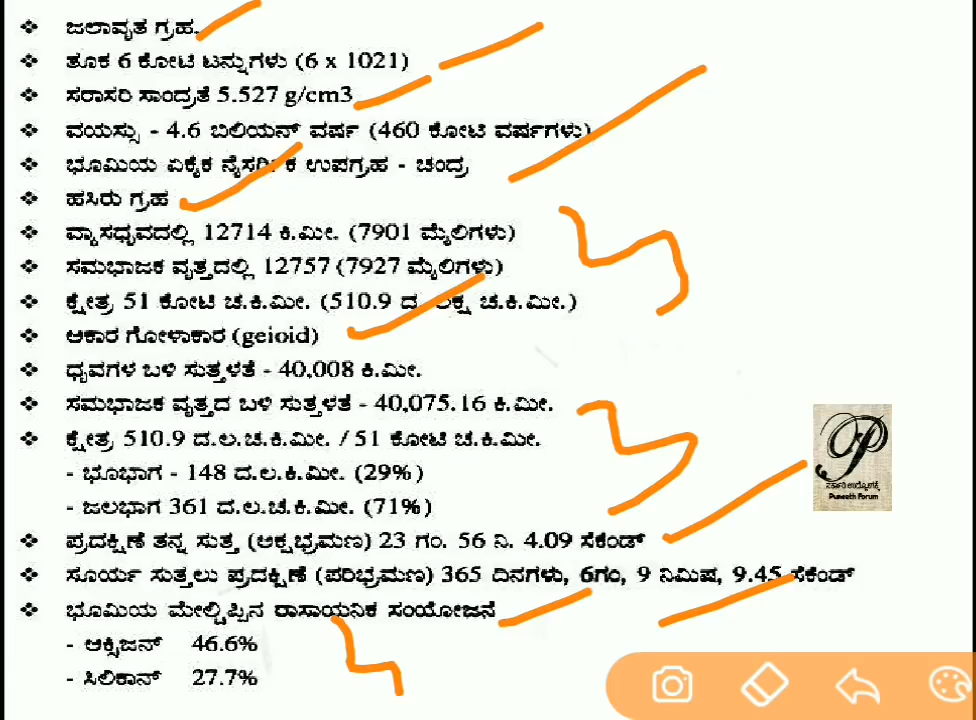 ❖ ಜಲಾವೃತ ಗ್ರಹ.
❖ ತೂಕ 6 ಕೋಟಿ ಟನ್ನುಗಳು (6 x 1021)
❖ ಸರಾಸರಿ ಸಾಂದ್ರತೆ 5.527 g/cm3
❖ ವಯಸ್ಸು - 4.6 ಬಿಲಿಯನ್ ವರ್ಷ (460 ಕೋಟಿ ವರ್ಷಗಳು)
❖ ಭೂಮಿಯ ಏಕೈಕ ನೈಸರ್ಗಿಕ ಉಪಗ್ರಹ - ಚಂದ್ರ
❖ ಹಸಿರು ಗ್ರಹ
❖ ವ್ಯಾಸಧೃವದಲ್ಲಿ 12714 ಕಿ.ಮೀ. (7901 ಮೈಲಿಗಳು)
❖ ಸಮಭಾಜಕ ವೃತ್ತದಲ್ಲಿ 12757 (7927 ಮೈಲಿಗಳು)
❖ ಕ್ಷೇತ್ರ 51 ಕೋಟಿ ಚ.ಕಿ.ಮೀ. (510.9 ದ. ಲಕ್ಷ ಚ.ಕಿ.ಮೀ.)
❖ ಆಕಾರ ಗೋಳಾಕಾರ (geioid)
❖ ಧೃವಗಳ ಬಳಿ ಸುತ್ತಳತೆ - 40,008 ಕಿ.ಮೀ.
❖ ಸಮಭಾಜಕ ವೃತ್ತದ ಬಳಿ ಸುತ್ತಳತೆ - 40,075.16 ಕಿ.ಮೀ.
❖ ಕ್ಷೇತ್ರ 510.9 ದ.ಲ.ಚ.ಕಿ.ಮೀ. / 51 ಕೋಟಿ ಚ.ಕಿ.ಮೀ.
- ಭೂಭಾಗ - 148 ದ.ಲ.ಕಿ.ಮೀ. (29%)
- ಜಲಭಾಗ 361 ದ.ಲ.ಚ.ಕಿ.ಮೀ. (71%)
❖ ಪ್ರದಕ್ಷಿಣೆ ತನ್ನ ಸುತ್ತ (ಆಕ್ಷಭ್ರಮಣ) 23 ಗಂ. 56 ನಿ. 4.09 ಸೆಕೆಂಡ್
❖ ಸೂರ್ಯ ಸುತ್ತಲು ಪ್ರದಕ್ಷಿಣೆ (ಪರಿಭ್ರಮಣ) 365 ದಿನಗಳು, 6ಗಂ, 9 ನಿಮಿಷ, 9.45 ಸೆಕೆಂಡ್
❖ ಭೂಮಿಯ ಮೇಲ್ಚಿಪ್ಪಿನ ರಾಸಾಯನಿಕ ಸಂಯೋಜನೆ
- ಆಕ್ಸಿಜನ್ 46.6%
- ಸಿಲಿಕಾನ್ 27.7%
P
Puneeth Forum